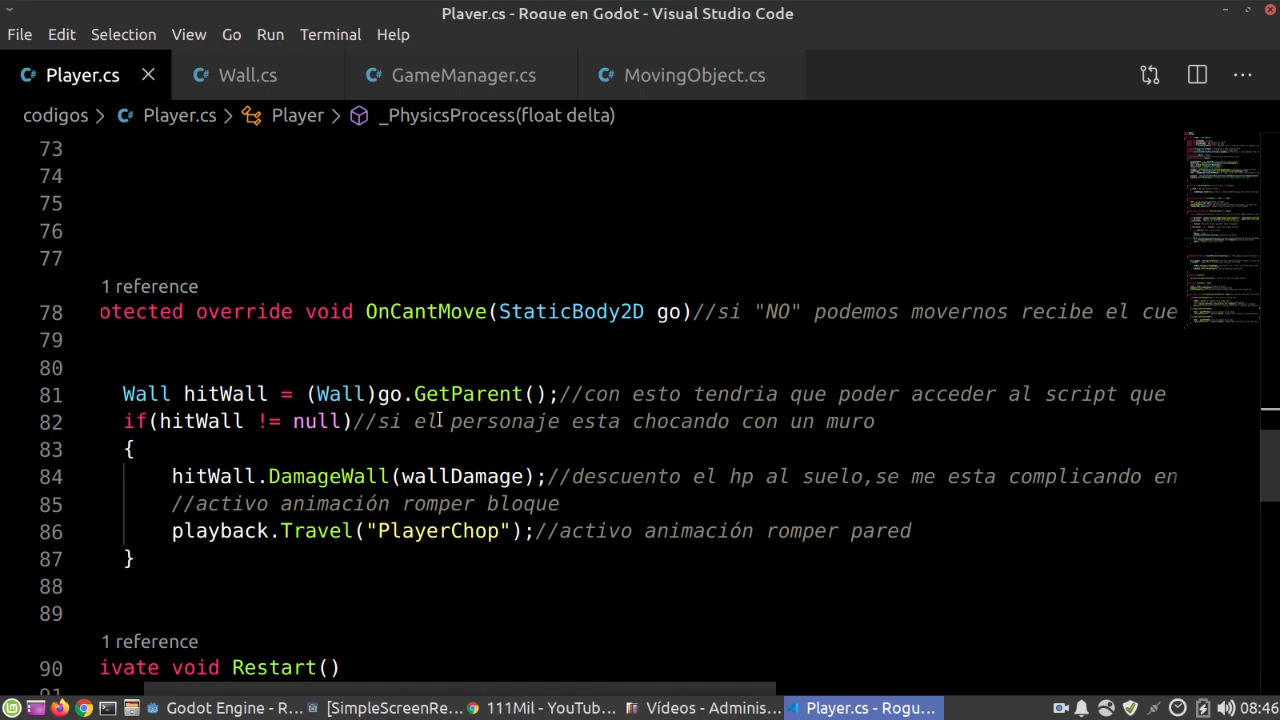 Player.cs - Rogue en Godot - Visual Studio Code
File Edit Selection View Go Run Terminal Help
Player.cs Wall.cs GameManager.cs MovingObject.cs
codigos > Player.cs > Player > _PhysicsProcess(float delta)
73
74
75
76
77
1 reference
78 otected override void OnCantMove(StaticBody2D go)//si "NO" podemos movernos recibe el cue
79
80
81 Wall hitWall = (Wall)go.GetParent();//con esto tendria que poder acceder al script que
82 if(hitWall != null)//si el personaje esta chocando con un muro
83 {
84 hitWall.DamageWall(wallDamage);//descuento el hp al suelo,se me esta complicando en
85 //activo animación romper bloque
86 playback.Travel("PlayerChop");//activo animación romper pared
87 }
88
89
1 reference
90 ivate void Restart()
91
Godot Engine - R... [SimpleScreenRe... 111Mil - YouTub... Vídeos - Adminis... Player.cs - Rogu... 08:46